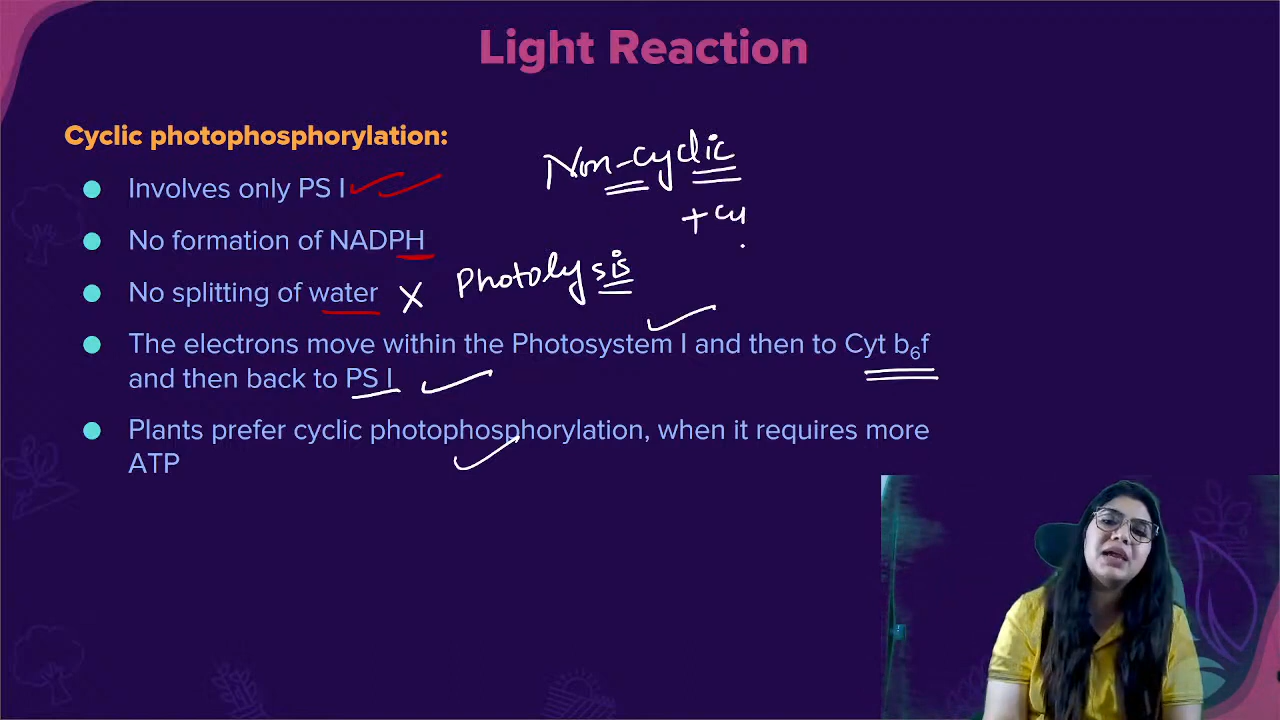 Light Reaction
Cyclic photophosphorylation:
Non-cyclic
● Involves only PS I
+ cy
● No formation of NADPH
● No splitting of water X Photolysis
● The electrons move within the Photosystem I and then to Cyt b₆f
and then back to PS I
● Plants prefer cyclic photophosphorylation, when it requires more
ATP